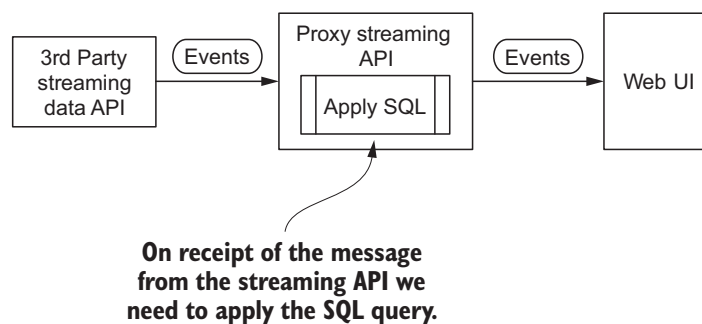 3rd Party
streaming
data API
Events
Proxy streaming
API
Apply SQL
Events
Web UI
On receipt of the message
from the streaming API we
need to apply the SQL query.